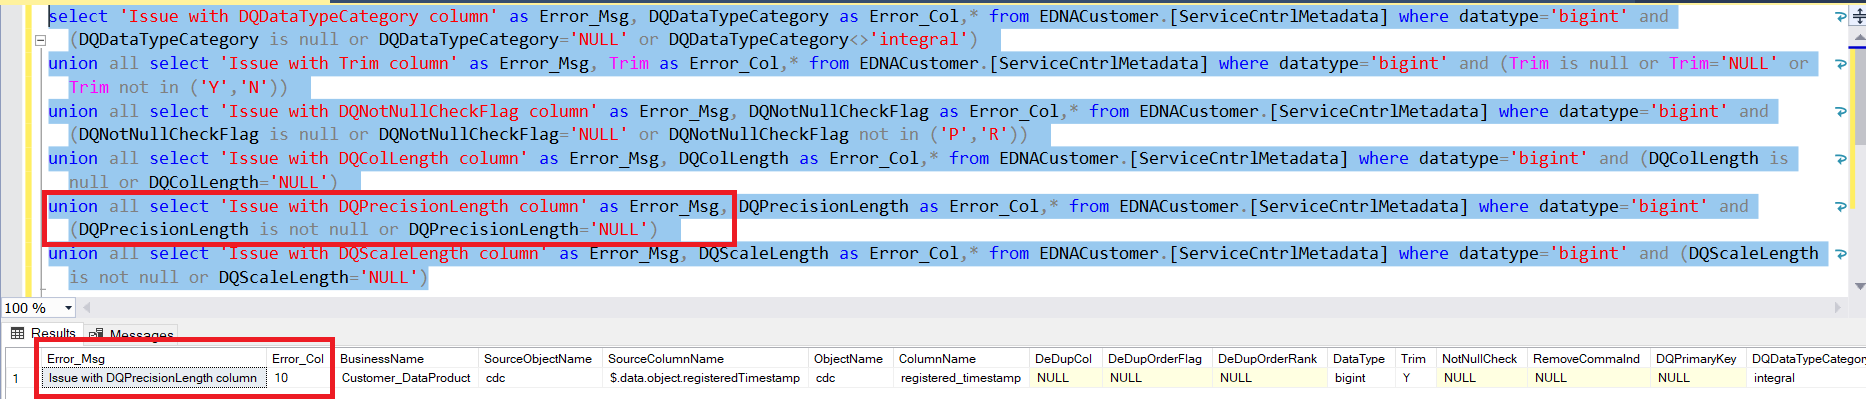 select 'Issue with DQDataTypeCategory column' as Error_Msg, DQDataTypeCategory as Error_Col,* from EDNACustomer.[ServiceCntrlMetadata] where datatype='bigint' and
(DQDataTypeCategory is null or DQDataTypeCategory='NULL' or DQDataTypeCategory<>'integral')
union all select 'Issue with Trim column' as Error_Msg, Trim as Error_Col,* from EDNACustomer.[ServiceCntrlMetadata] where datatype='bigint' and (Trim is null or Trim='NULL' or
Trim not in ('Y','N'))
union all select 'Issue with DQNotNullCheckFlag column' as Error_Msg, DQNotNullCheckFlag as Error_Col,* from EDNACustomer.[ServiceCntrlMetadata] where datatype='bigint' and
(DQNotNullCheckFlag is null or DQNotNullCheckFlag='NULL' or DQNotNullCheckFlag not in ('P','R'))
union all select 'Issue with DQColLength column' as Error_Msg, DQColLength as Error_Col,* from EDNACustomer.[ServiceCntrlMetadata] where datatype='bigint' and (DQColLength is
null or DQColLength='NULL')
union all select 'Issue with DQPrecisionLength column' as Error_Msg, DQPrecisionLength as Error_Col,* from EDNACustomer.[ServiceCntrlMetadata] where datatype='bigint' and
(DQPrecisionLength is not null or DQPrecisionLength='NULL')
union all select 'Issue with DQScaleLength column' as Error_Msg, DQScaleLength as Error_Col,* from EDNACustomer.[ServiceCntrlMetadata] where datatype='bigint' and (DQScaleLength
is not null or DQScaleLength='NULL')
100 %
Results Messages
Error_Msg Error_Col BusinessName SourceObjectName SourceColumnName ObjectName ColumnName DeDupCol DeDupOrderFlag DeDupOrderRank DataType Trim NotNullCheck RemoveCommaInd DQPrimaryKey DQDataTypeCategory
1 Issue with DQPrecisionLength column 10 Customer_DataProduct cdc $.data.object.registeredTimestamp cdc registered_timestamp NULL NULL NULL bigint Y NULL NULL NULL integral